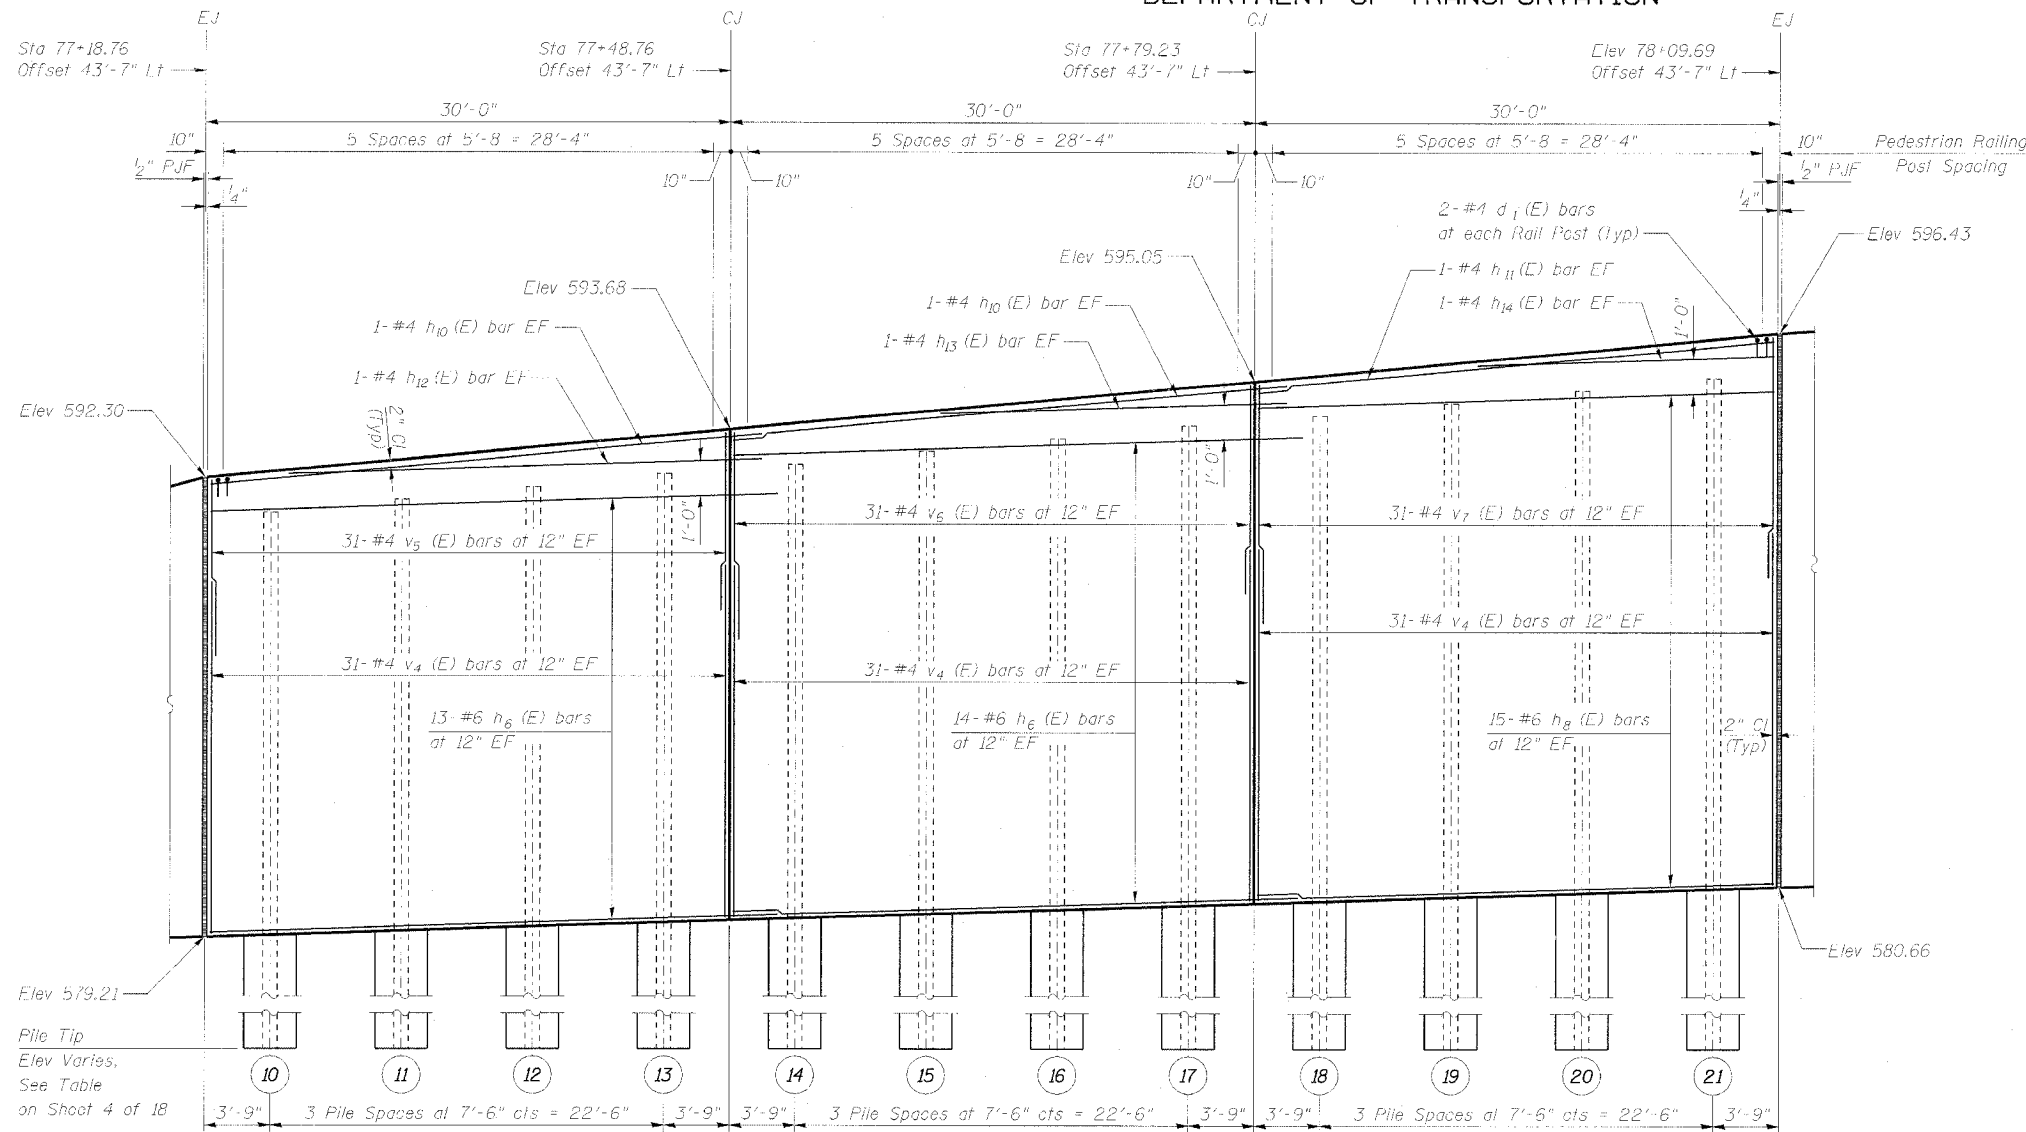 DEPARTMENT OF TRANSPORTATION
EJ
CJ
CJ
EJ
Sta 77+18.76
Offset 43'-7" Lt
Sta 77+48.76
Offset 43'-7" Lt
Sta 77+79.23
Offset 43'-7" Lt
Elev 78+09.69
Offset 43'-7" Lt
30'-0"
30'-0"
30'-0"
10"
5 Spaces at 5'-8 = 28'-4"
5 Spaces at 5'-8 = 28'-4"
5 Spaces at 5'-8 = 28'-4"
10"
Pedestrian Railing
Post Spacing
1/2" PJF
1/4"
10"
10"
10"
10"
1/2" PJF
1/4"
2-#4 d1 (E) bars
at each Rail Post (Typ)
Elev 596.43
Elev 595.05
1-#4 h11 (E) bar EF
1-#4 h14 (E) bar EF
1'-0"
Elev 593.68
1-#4 h10 (E) bar EF
1-#4 h13 (E) bar EF
1-#4 h10 (E) bar EF
1-#4 h12 (E) bar EF
Elev 592.30
2" Cl
(Typ)
1'-0"
1'-0"
31-#4 v5 (E) bars at 12" EF
31-#4 v6 (E) bars at 12" EF
31-#4 v7 (E) bars at 12" EF
31-#4 v4 (E) bars at 12" EF
31-#4 v4 (E) bars at 12" EF
31-#4 v4 (E) bars at 12" EF
13-#6 h6 (E) bars
at 12" EF
14-#6 h6 (E) bars
at 12" EF
15-#6 h8 (E) bars
at 12" EF
2" Cl
(Typ)
Elev 580.66
Elev 579.21
Pile Tip
Elev Varies,
See Table
on Sheet 4 of 18
10
11
12
13
14
15
16
17
18
19
20
21
3'-9"
3 Pile Spaces at 7'-6" cts = 22'-6"
3'-9"
3'-9"
3 Pile Spaces at 7'-6" cts = 22'-6"
3'-9"
3'-9"
3 Pile Spaces at 7'-6" cts = 22'-6"
3'-9"